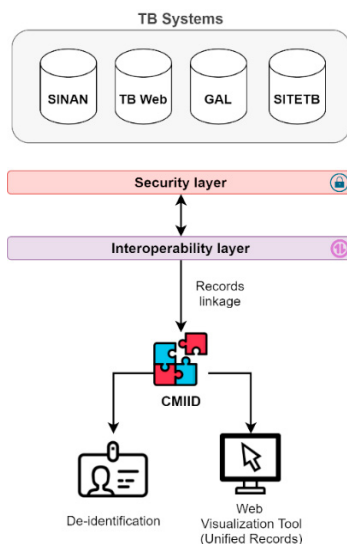 TB Systems
SINAN
TB Web
GAL
SITETB
Security layer
Interoperability layer
Records
linkage
CMIID
De-identification
Web
Visualization Tool
(Unified Records)